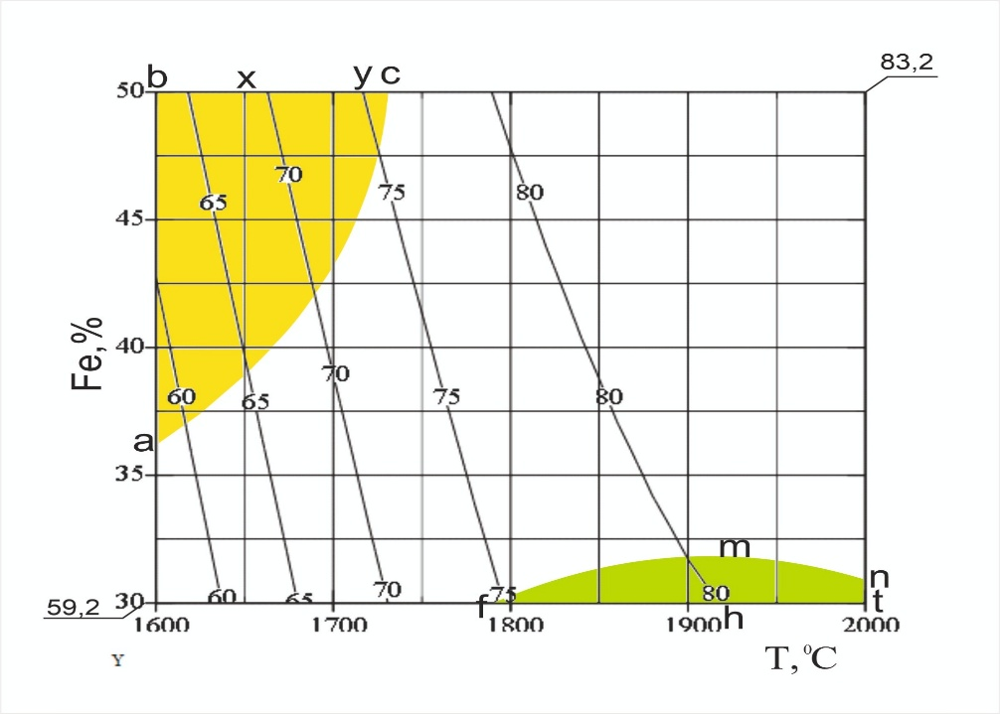 83,2
b x y c
50
70
65 75 80
45
Fe,%
40
70
60 65 75 80
a
35
m
n
60 65 70 75 80
59,2 30 f t
h
1600 1700 1800 1900 2000
Y T, °C